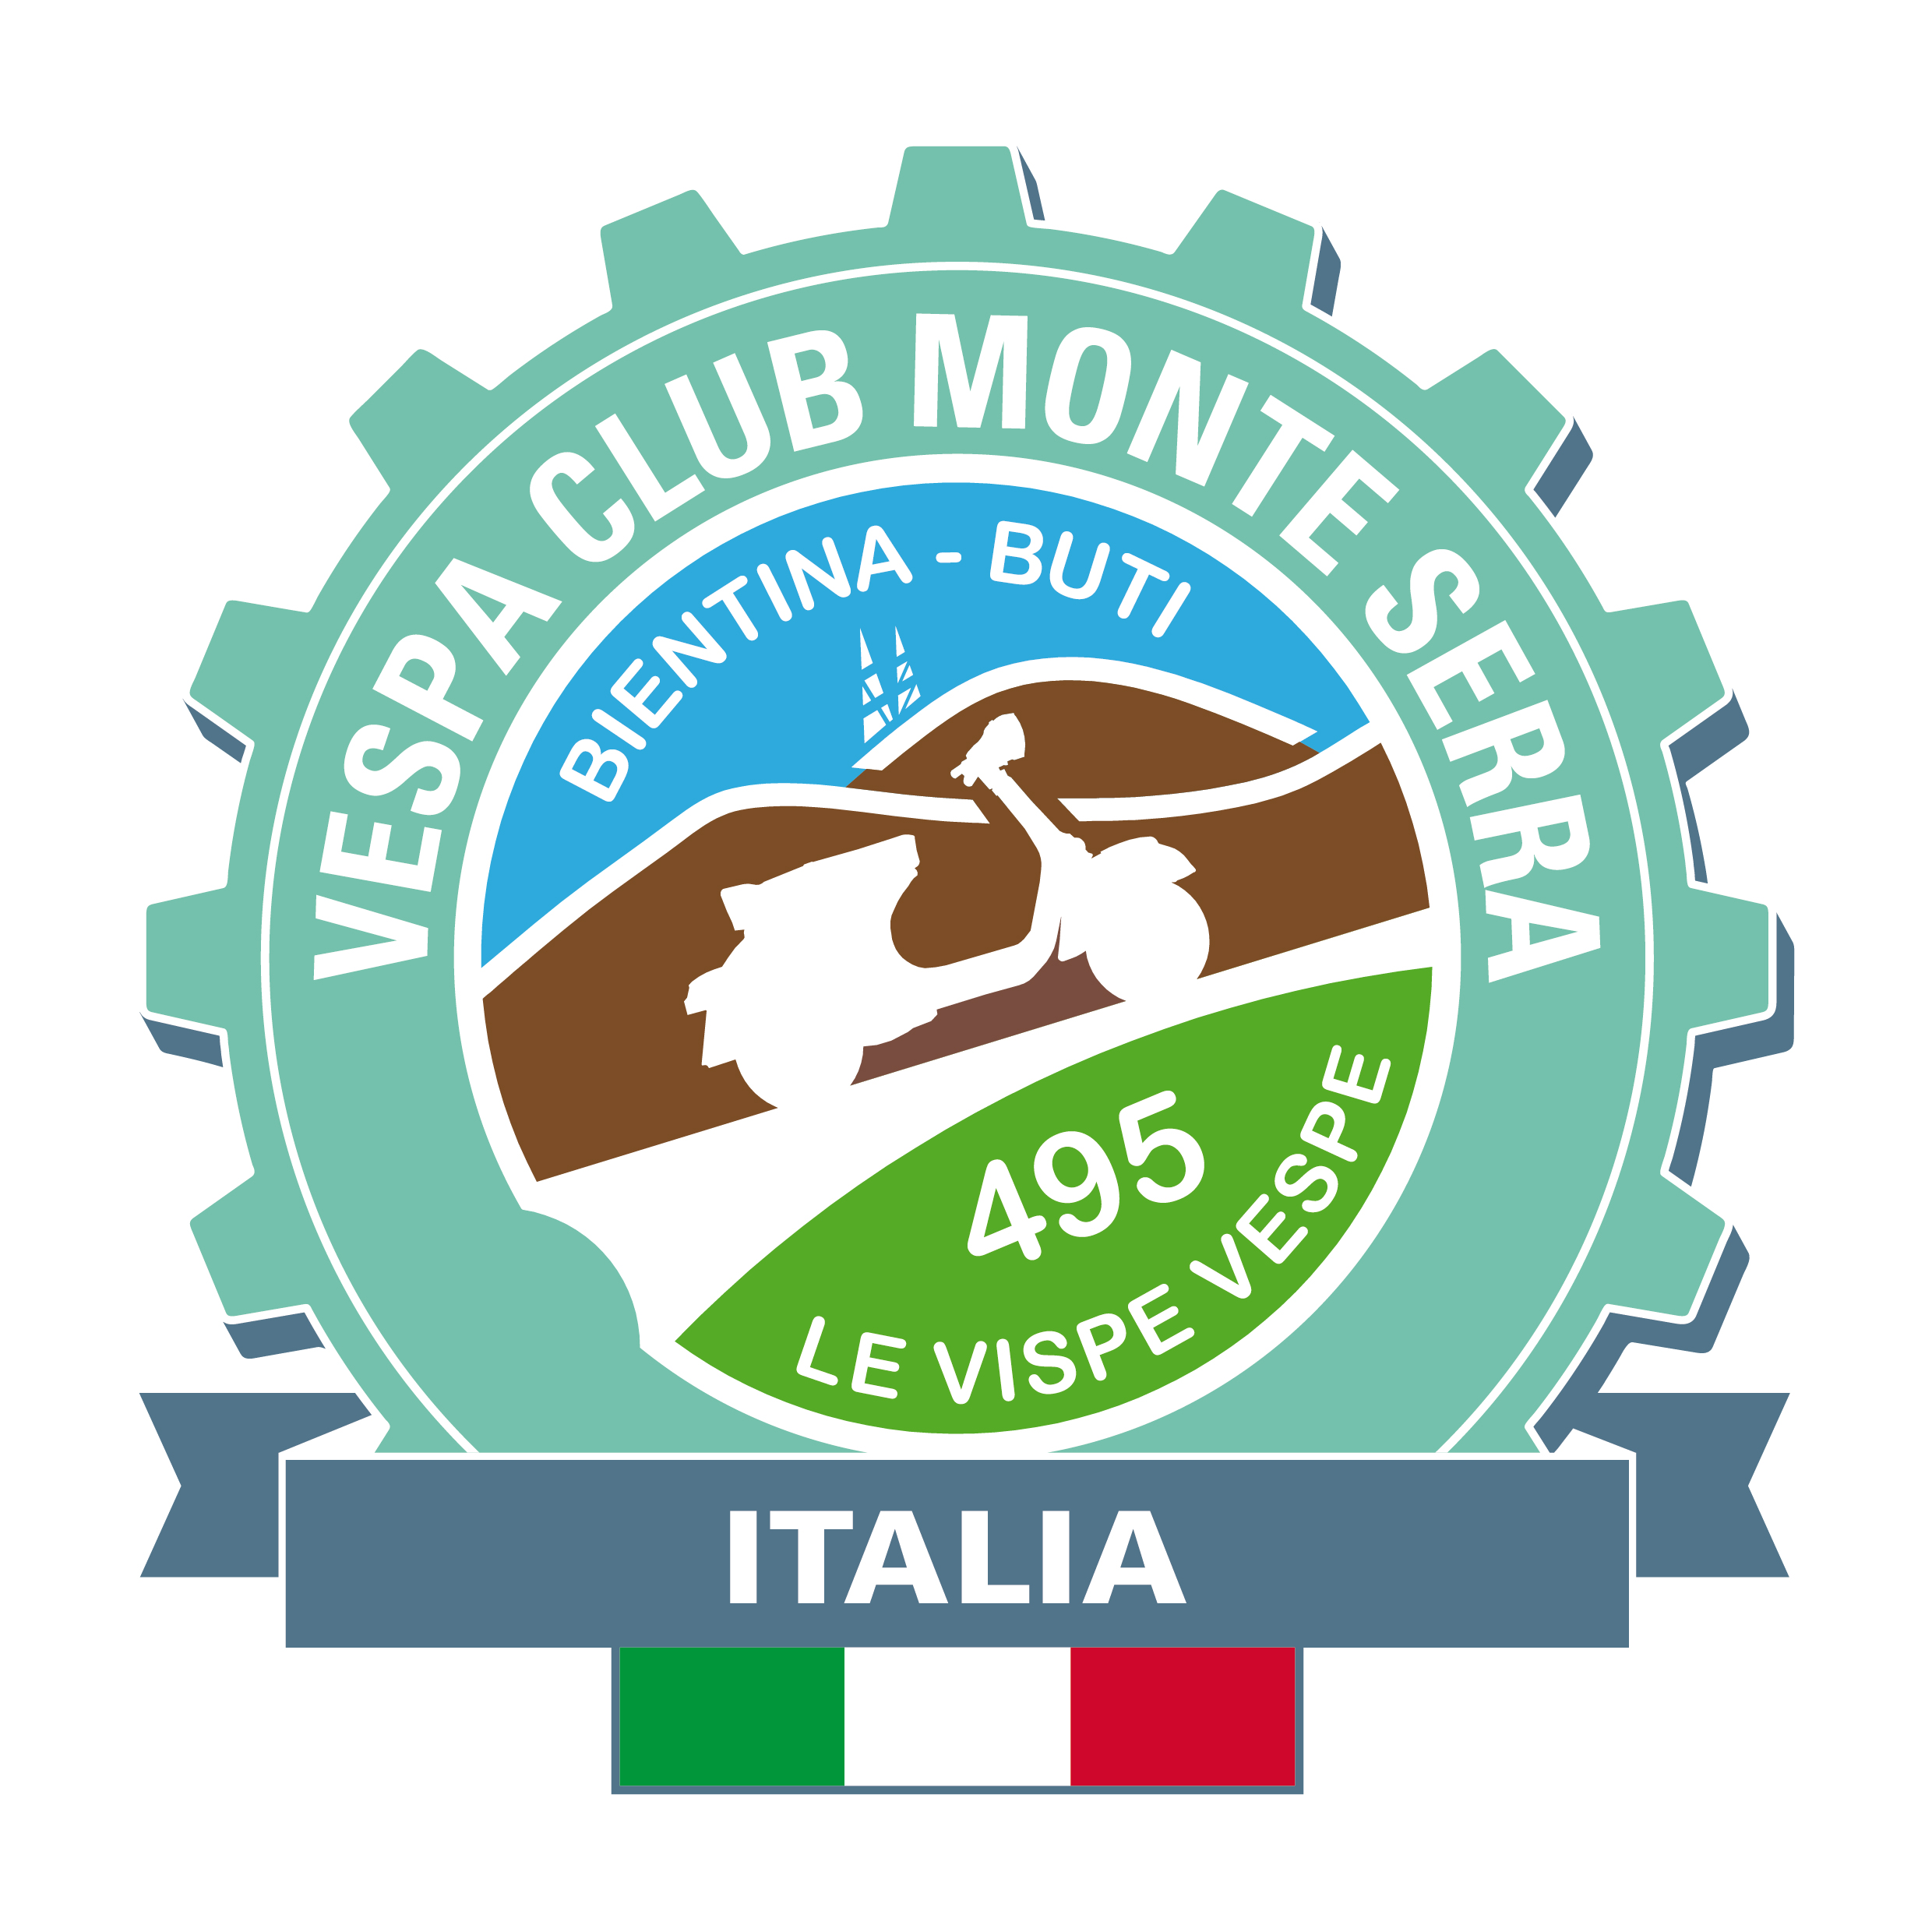 VESPA CLUB MONTE SERRA
BIENTINA - BUTI
495
LE VISPE VESPE
ITALIA